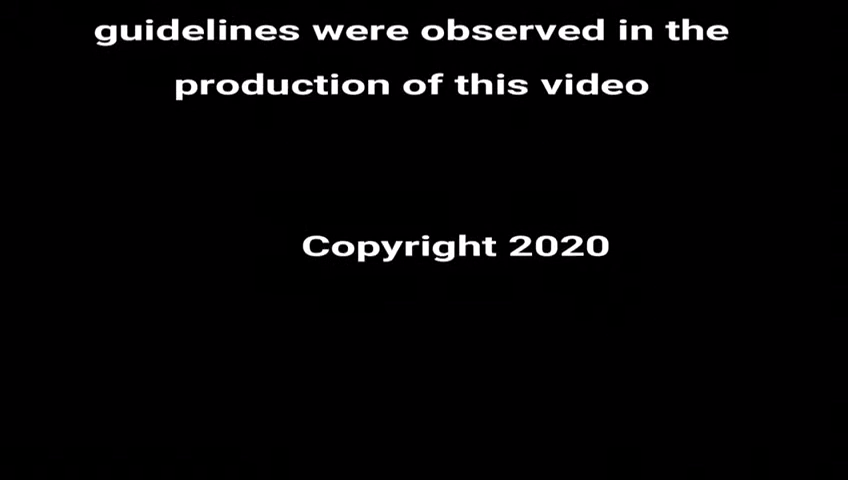 guidelines were observed in the
production of this video
Copyright 2020